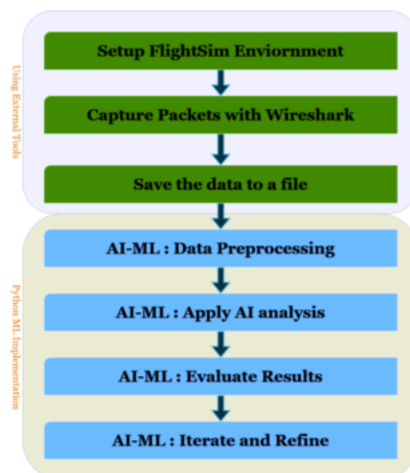 Using External Tools
Setup FlightSim Enviornment
Capture Packets with Wireshark
Save the data to a file
Python ML Implementation
AI-ML : Data Preprocessing
AI-ML : Apply AI analysis
AI-ML : Evaluate Results
AI-ML : Iterate and Refine